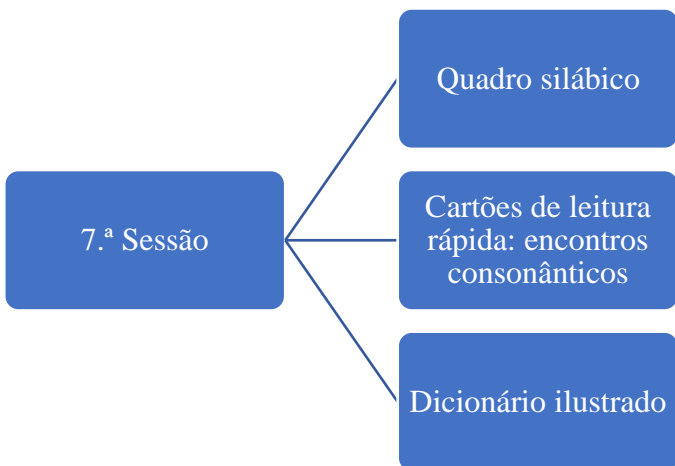 Quadro silábico
7.ª Sessão
Cartões de leitura
rápida: encontros
consonânticos
Dicionário ilustrado